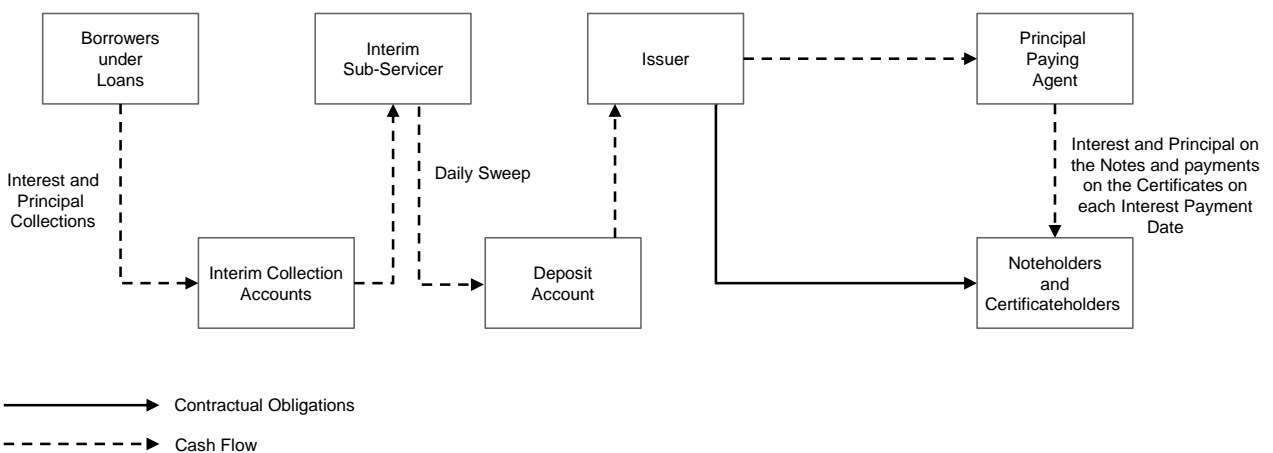 Borrowers
under
Loans
Interim
Sub-Servicer
Issuer
Principal
Paying
Agent
Interest and
Principal
Collections
Daily Sweep
Interest and Principal on
the Notes and payments
on the Certificates on
each Interest Payment
Date
Interim Collection
Accounts
Deposit
Account
Noteholders
and
Certificateholders
Contractual Obligations
Cash Flow